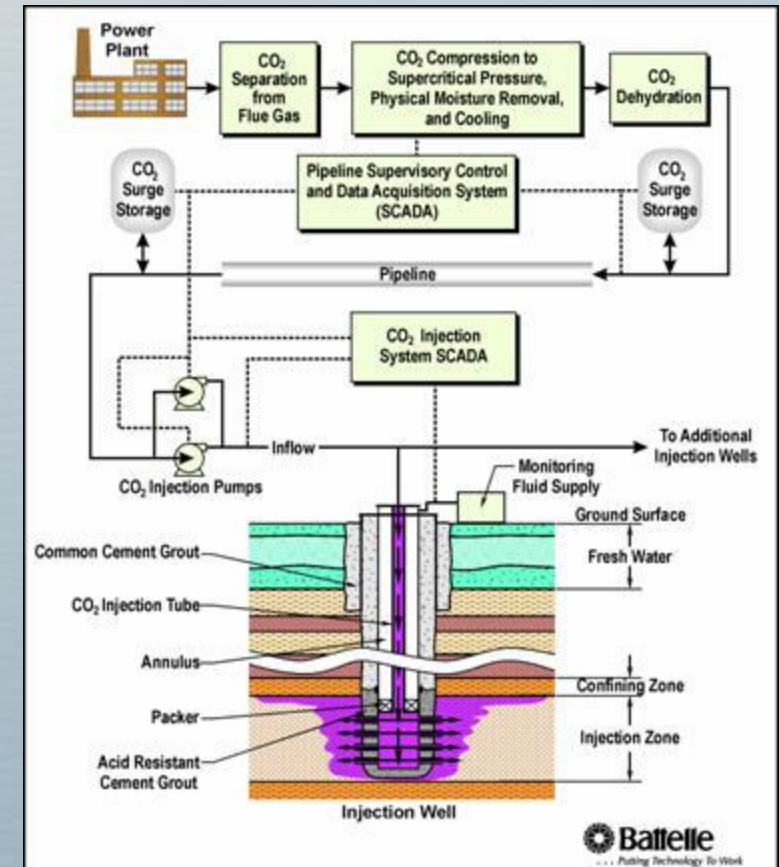 Power
Plant
CO₂
Separation
from
Flue Gas
CO₂ Compression to
Supercritical Pressure,
Physical Moisture Removal,
and Cooling
CO₂
Dehydration
CO₂
Surge
Storage
Pipeline Supervisory Control
and Data Acquisition System
(SCADA)
CO₂
Surge
Storage
Pipeline
CO₂ Injection
System SCADA
Inflow
To Additional
Injection Wells
CO₂ Injection Pumps
Monitoring
Fluid Supply
Ground Surface
Common Cement Grout
Fresh Water
CO₂ Injection Tube
Annulus
Confining Zone
Packer
Injection Zone
Acid Resistant
Cement Grout
Injection Well
Battelle
. . . Putting Technology To Work